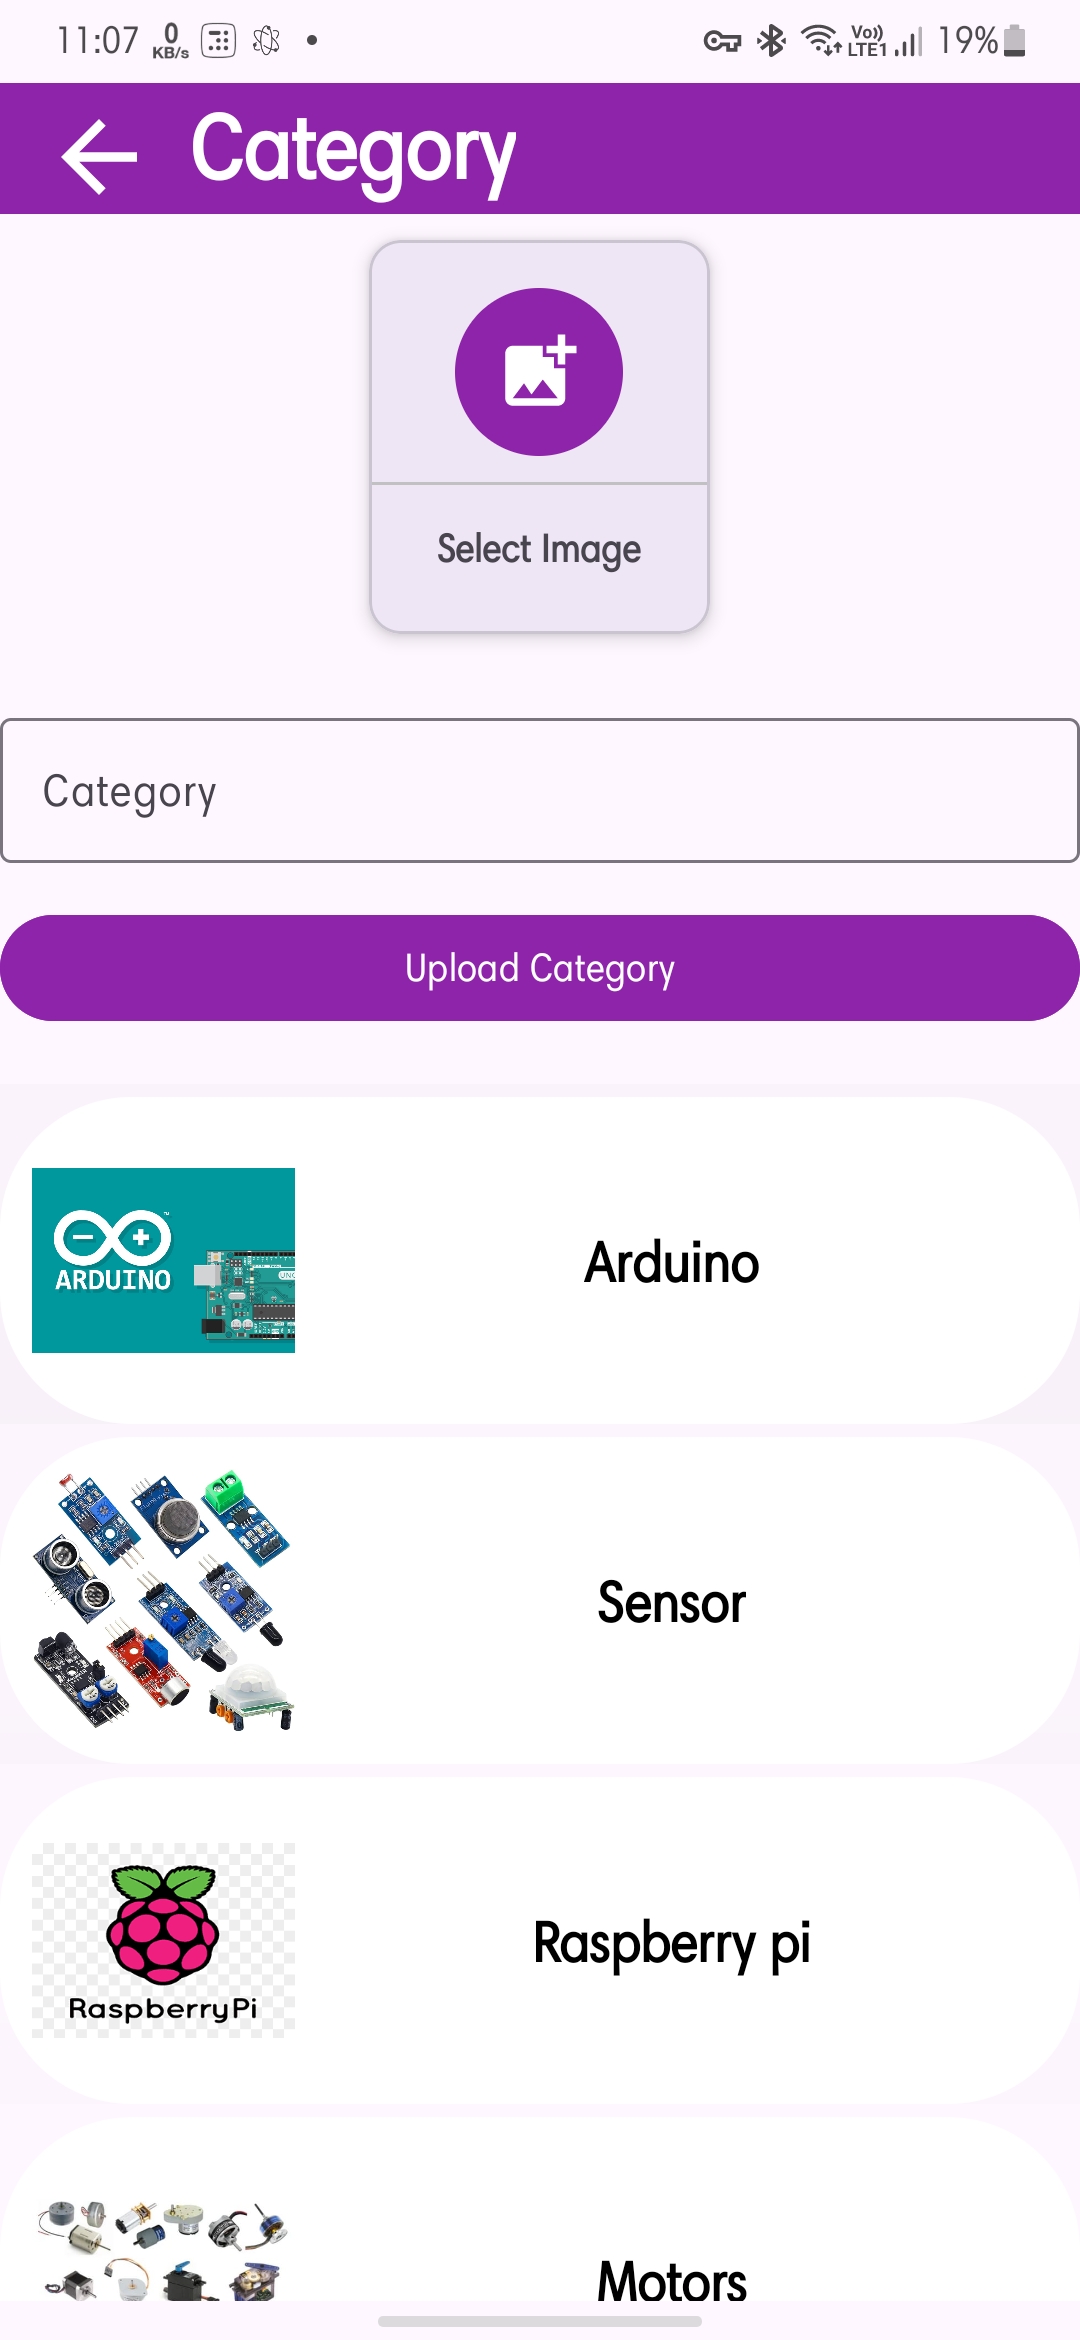 11:07 0 KB/s Vo)) LTE1 19%
Category
Select Image
Category
Upload Category
ARDUINO
UNO
Arduino
Sensor
RaspberryPi
Raspberry pi
Motors